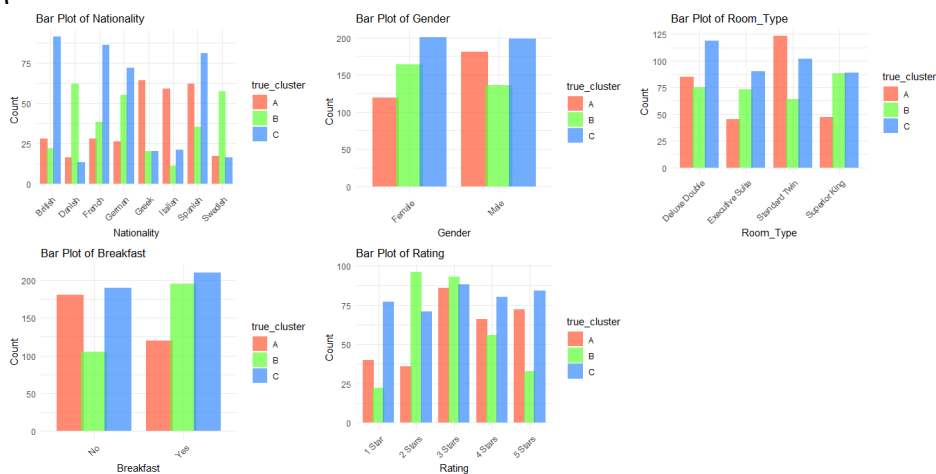 Bar Plot of Nationality
Count
75
50
25
0
British
Danish
French
German
Greek
Italian
Spanish
Swedish
Nationality
true_cluster
A
B
C
Bar Plot of Gender
Count
200
150
100
50
0
Female
Male
Gender
true_cluster
A
B
C
Bar Plot of Room_Type
Count
125
100
75
50
25
0
Deluxe Double
Executive Suite
Standard Twin
Superior King
Room_Type
true_cluster
A
B
C
Bar Plot of Breakfast
Count
200
150
100
50
0
No
Yes
Breakfast
true_cluster
A
B
C
Bar Plot of Rating
Count
100
75
50
25
0
1 Star
2 Stars
3 Stars
4 Stars
5 Stars
Rating
true_cluster
A
B
C